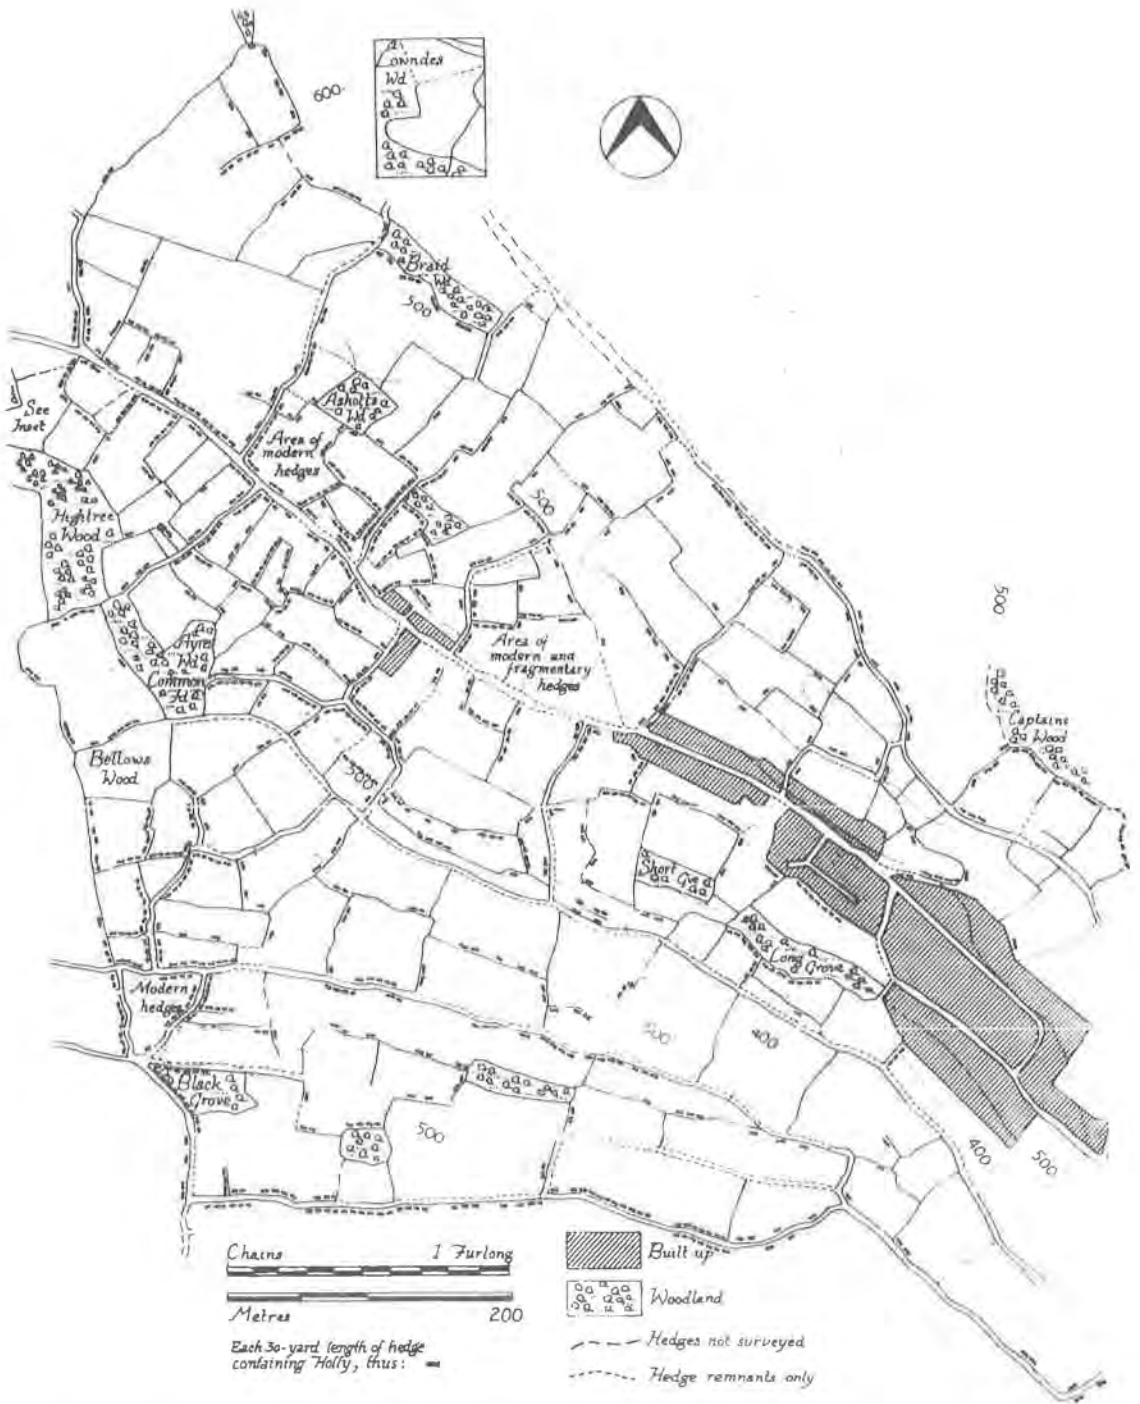 600
owndes
Wd
Braid
Wd
500
See
Inset
Asholts
Wd
Area of
modern
hedges
500
Hightree
Wood
500
Area of
modern and
fragmentary
hedges
Ayres
Wd
Common
Fd
Captains
Wood
Bellows
Wood
500
Short Gve
Long
Grove
Modern
hedges
500
400
Black
Grove
500
400
500
Chains 1 Furlong
Metres 200
Each 30-yard length of hedge
containing Holly, thus:
Built up
Woodland
Hedges not surveyed
Hedge remnants only